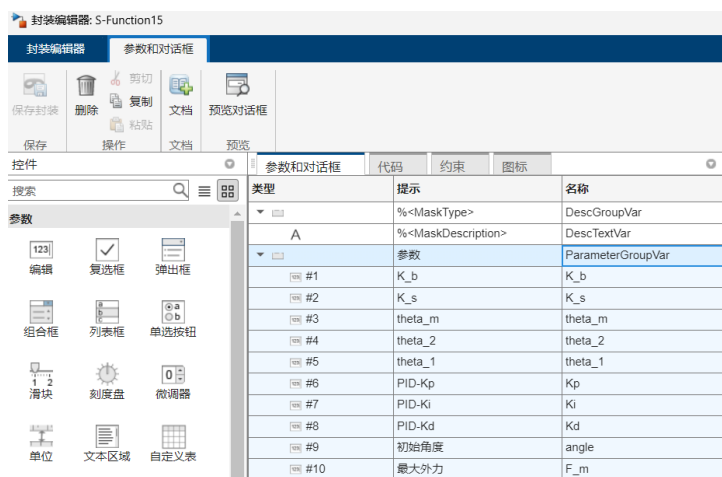 封装编辑器: S-Function15
封装编辑器 参数和对话框
保存封装 删除 剪切 复制 粘贴 文档 预览对话框
保存 操作 文档 预览
控件
搜索
参数
123 编辑 复选框 弹出框
组合框 a b c 列表框 a b 单选按钮
1 2 滑块 刻度盘 0 微调器
单位 文本区域 自定义表
参数和对话框 代码 约束 图标
类型 提示 名称
%<MaskType> DescGroupVar
A %<MaskDescription> DescTextVar
参数 ParameterGroupVar
#1 K_b K_b
#2 K_s K_s
#3 theta_m theta_m
#4 theta_2 theta_2
#5 theta_1 theta_1
#6 PID-Kp Kp
#7 PID-Ki Ki
#8 PID-Kd Kd
#9 初始角度 angle
#10 最大外力 F_m